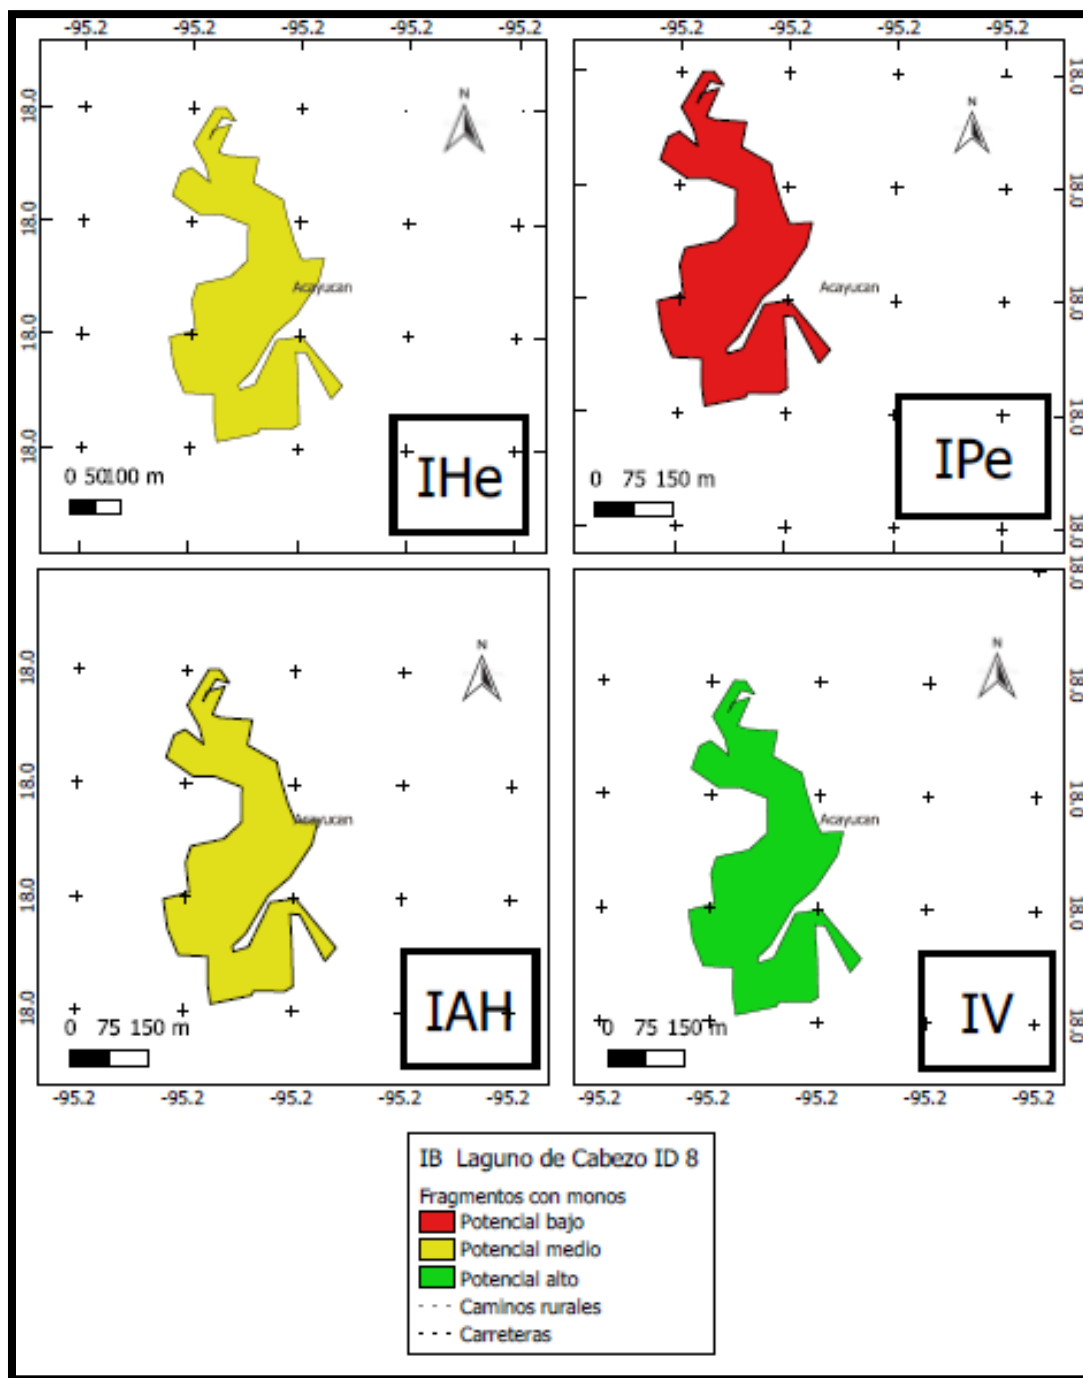 -95.2 -95.2 -95.2 -95.2 -95.2
-95.2 -95.2 -95.2 -95.2
18.0
18.0
18.0
18.0
N
Acayucan
0 50100 m
IHe
N
Acayucan
0 75 150 m
IPe
18.0
18.0
18.0
18.0
18.0
18.0
18.0
18.0
18.0
N
Acayucan
0 75 150 m
IAH
N
Acayucan
0 75 150 m
IV
18.0
18.0
18.0
18.0
18.0
-95.2 -95.2 -95.2 -95.2 -95.2
-95.2 -95.2 -95.2 -95.2 -95.2
IB Laguno de Cabezo ID 8
Fragmentos con monos
Potencial bajo
Potencial medio
Potencial alto
Caminos rurales
Carreteras